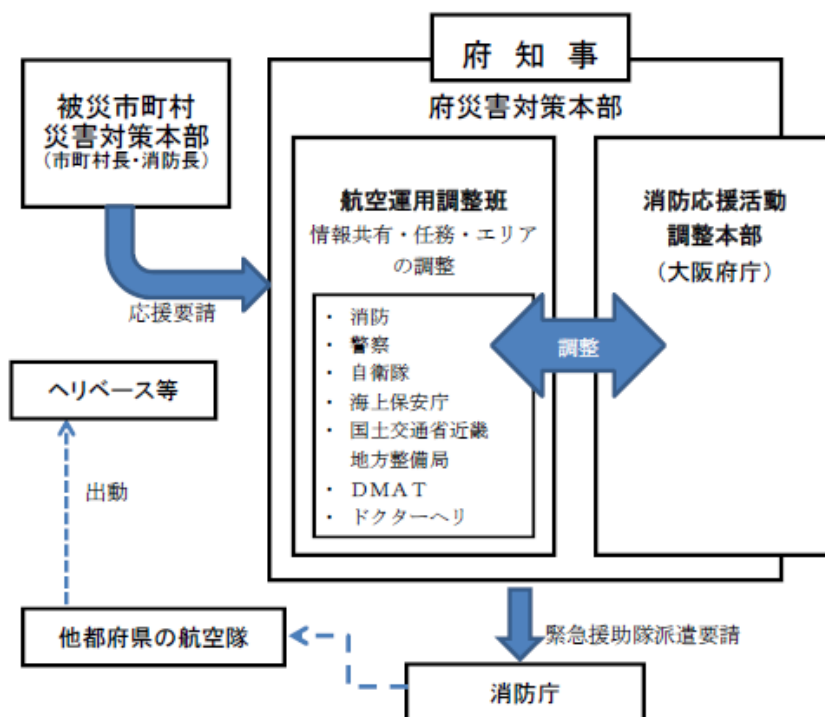 府 知 事
府災害対策本部
被災市町村
災害対策本部
(市町村長・消防長)
応援要請
航空運用調整班
情報共有・任務・エリア
の調整
・ 消防
・ 警察
・ 自衛隊
・ 海上保安庁
・ 国土交通省近畿
地方整備局
・ DMAT
・ ドクターヘリ
調整
消防応援活動
調整本部
(大阪府庁)
ヘリベース等
出動
他都府県の航空隊
緊急援助隊派遣要請
消防庁